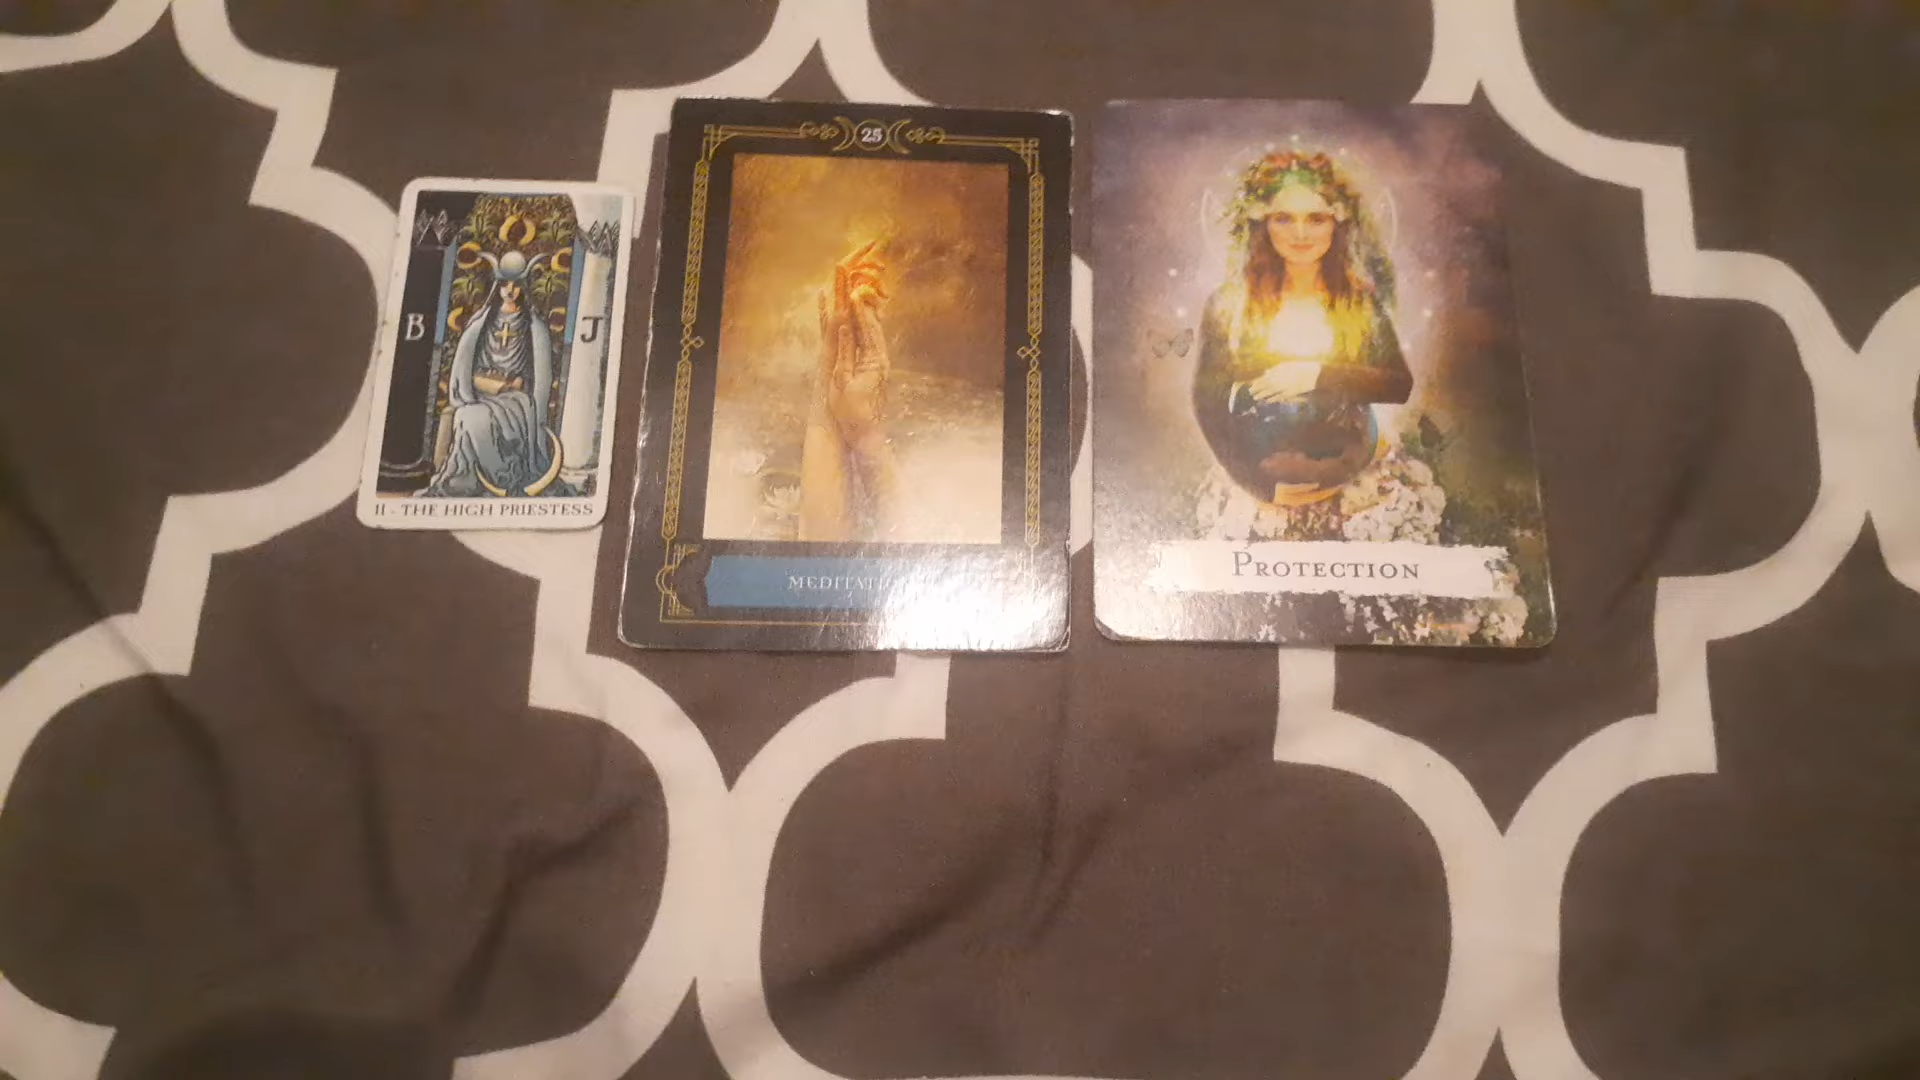 B
J
II - THE HIGH PRIESTESS
25
MEDITATION
PROTECTION